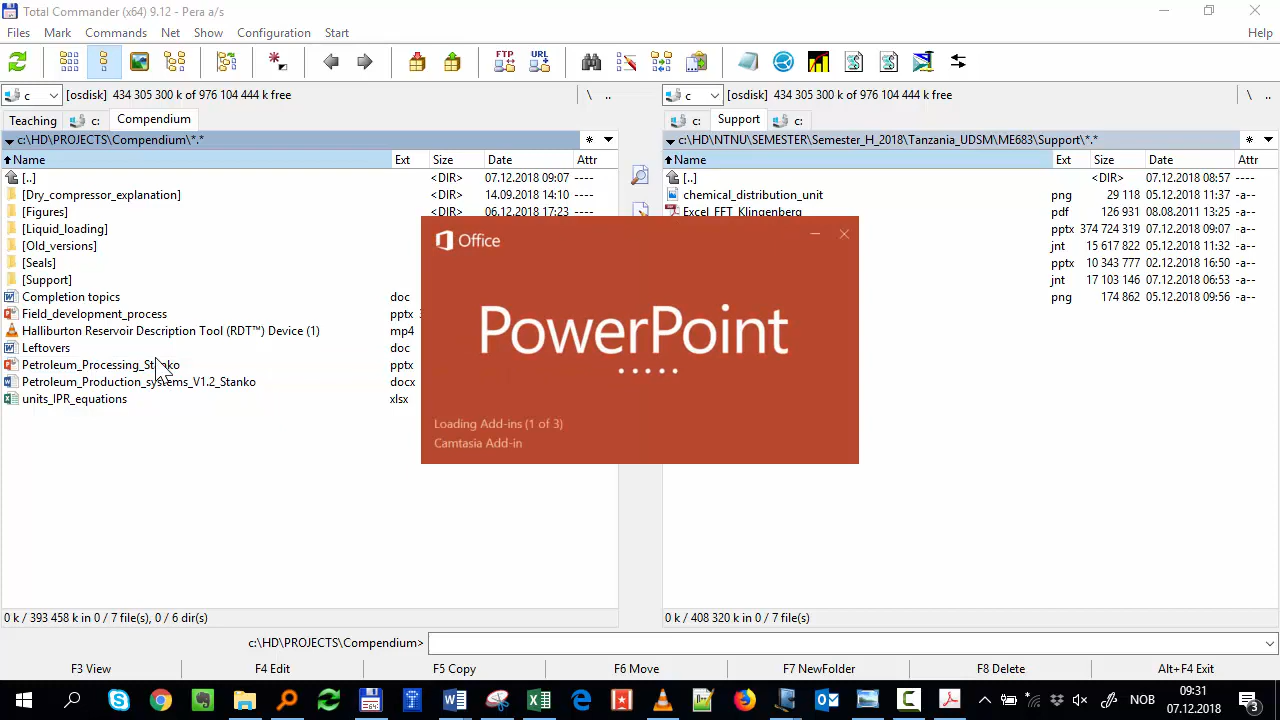 Total Commander (x64) 9.12 - Pera a/s
Files Mark Commands Net Show Configuration Start Help
FTP URL
c [osdisk] 434 305 300 k of 976 104 444 k free \ .. c [osdisk] 434 305 300 k of 976 104 444 k free \ ..
Teaching c: Compendium c: Support c:
c:\HD\PROJECTS\Compendium\*.* * c:\HD\NTNU\SEMESTER\Semester_H_2018\Tanzania_UDSM\ME683\Support\*.* *
Name Ext Size Date Attr Name Ext Size Date Attr
[..] <DIR> 07.12.2018 09:07 ---- [..] <DIR> 07.12.2018 08:57 ----
[Dry_compressor_explanation] <DIR> 14.09.2018 14:10 ---- chemical_distribution_unit png 118 05.12.2018 11:37 -a--
[Figures] <DIR> 06.12.2018 17:23 ---- Excel_FFT_Klingenberg pdf 126 931 08.08.2011 13:25 -a--
[Liquid_loading] pptx 374 724 319 07.12.2018 09:07 -a--
[Old_versions] jnt 15 617 822 11:32 -a--
[Seals] pptx 10 343 777 02.12.2018 16:50 -a--
[Support] jnt 17 103 146 07.12.2018 06:53 -a--
Completion topics doc png 174 862 05.12.2018 09:56 -a--
Field_development_process pptx
Halliburton Reservoir Description Tool (RDT™) Device (1) mp4
Leftovers doc
Petroleum_Processing_Stanko pptx
Petroleum_Production_systems_V1.2_Stanko docx
units_IPR_equations xlsx
Office
PowerPoint
Loading Add-ins (1 of 3)
Camtasia Add-in
0 k / 393 458 k in 0 / 7 file(s), 0 / 6 dir(s) 0 k / 408 320 k in 0 / 7 file(s)
c:\HD\PROJECTS\Compendium>
F3 View F4 Edit F5 Copy F6 Move F7 NewFolder F8 Delete Alt+F4 Exit
NOB 09:31
07.12.2018
3